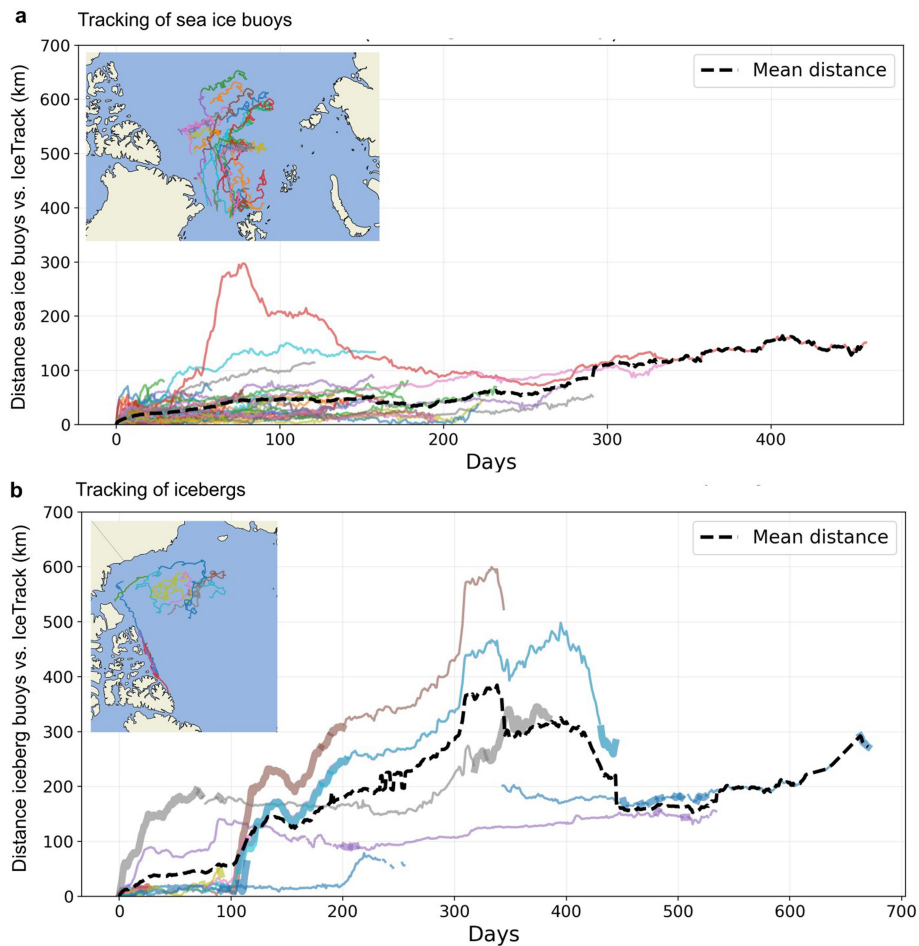 a
Tracking of sea ice buoys
Distance sea ice buoys vs. IceTrack (km)
700
600
500
400
300
200
100
0
Mean distance
0 100 200 300 400
Days
b
Tracking of icebergs
Distance iceberg buoys vs. IceTrack (km)
700
600
500
400
300
200
100
0
Mean distance
0 100 200 300 400 500 600 700
Days